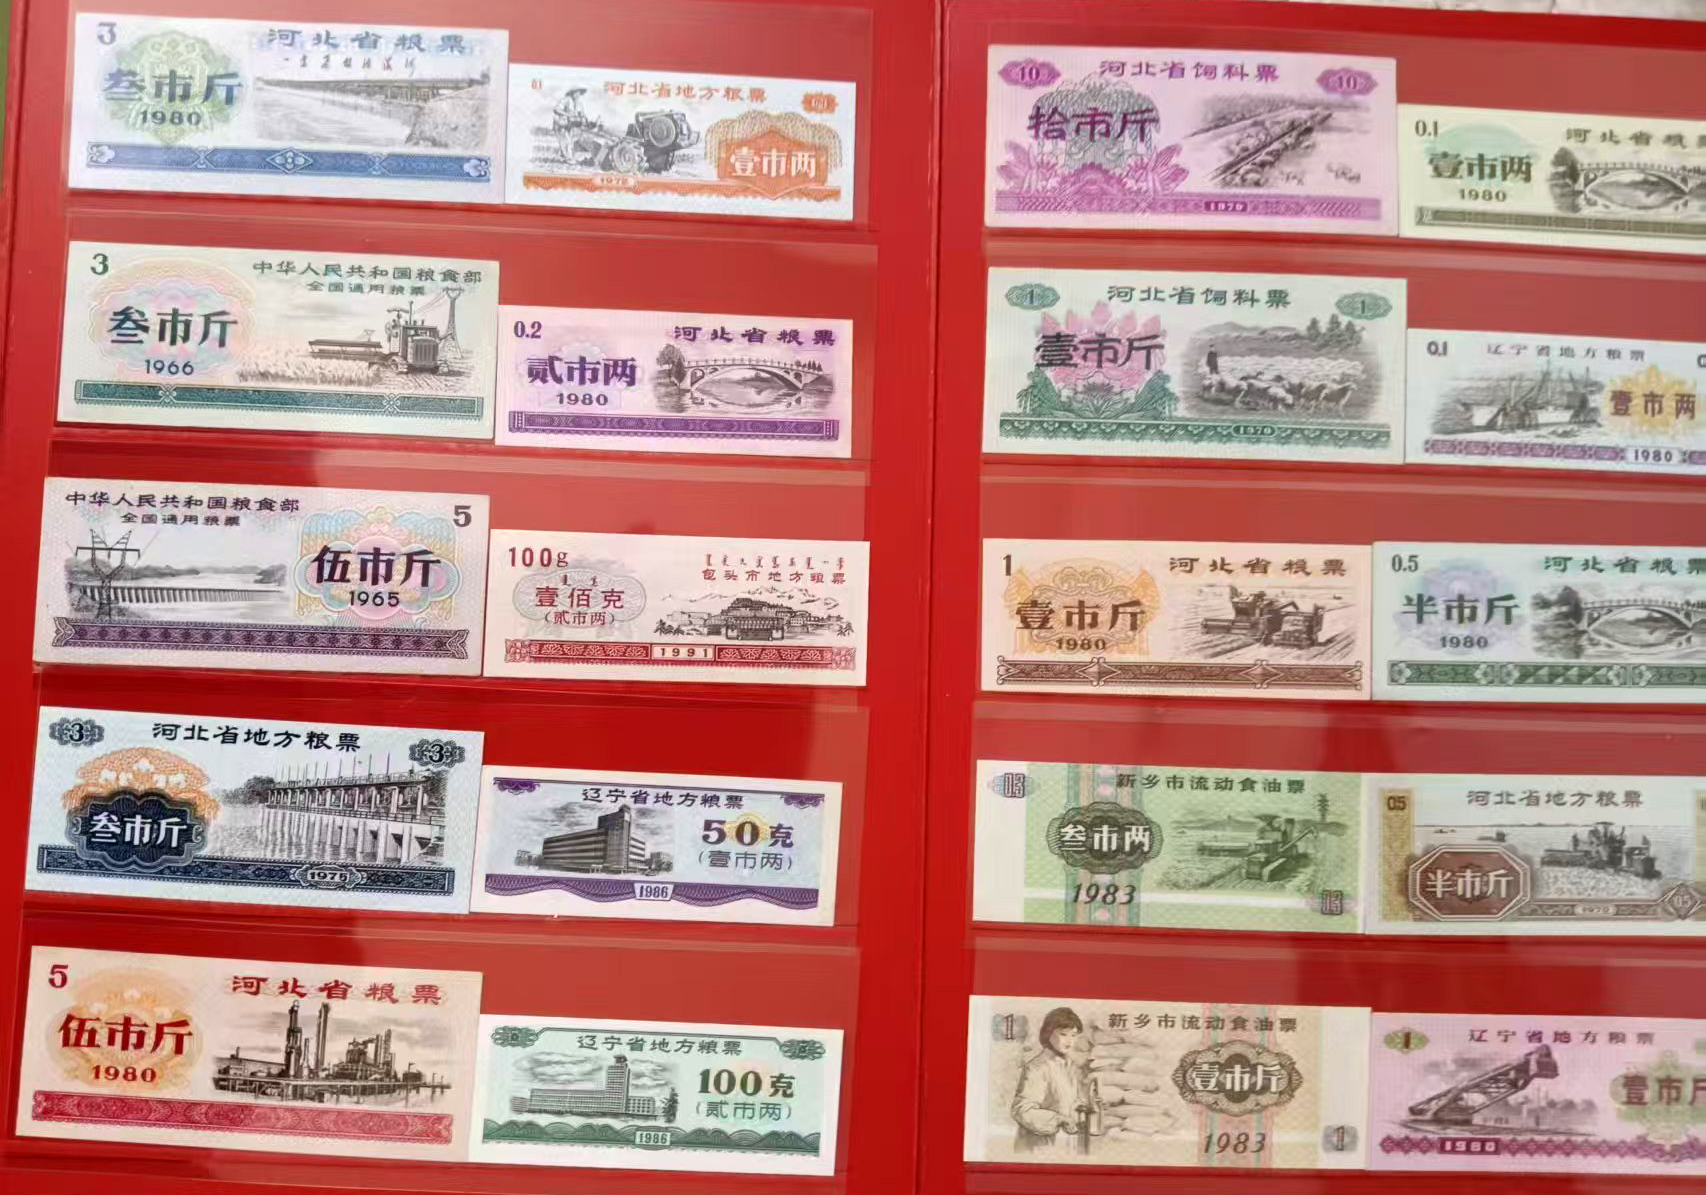 3
河北省粮票
叁市斤
1980
0.1
河北省地方粮票
壹市两
3
中华人民共和国粮食部
全国通用粮票
叁市斤
1966
0.2
河北省粮票
贰市两
1980
中华人民共和国粮食部
全国通用粮票
5
伍市斤
1965
100g
包头市地方粮票
壹佰克
(贰市两)
1991
3
河北省地方粮票
3
叁市斤
1975
辽宁省地方粮票
50克
(壹市两)
1986
5
河北省粮票
伍市斤
1980
辽宁省地方粮票
100克
(贰市两)
1986
10
河北省饲料票
10
拾市斤
0.1
河北省粮
壹市两
1980
1
河北省饲料票
1
壹市斤
0.1
辽宁省地方粮票
壹市两
1980
1
河北省粮票
壹市斤
1980
0.5
河北省粮票
半市斤
1980
03
新乡市流动食油票
叁市两
1983
03
05
河北省地方粮票
半市斤
05
1
新乡市流动食油票
壹市斤
1983
1
1
辽宁省地方粮票
壹市斤
1980